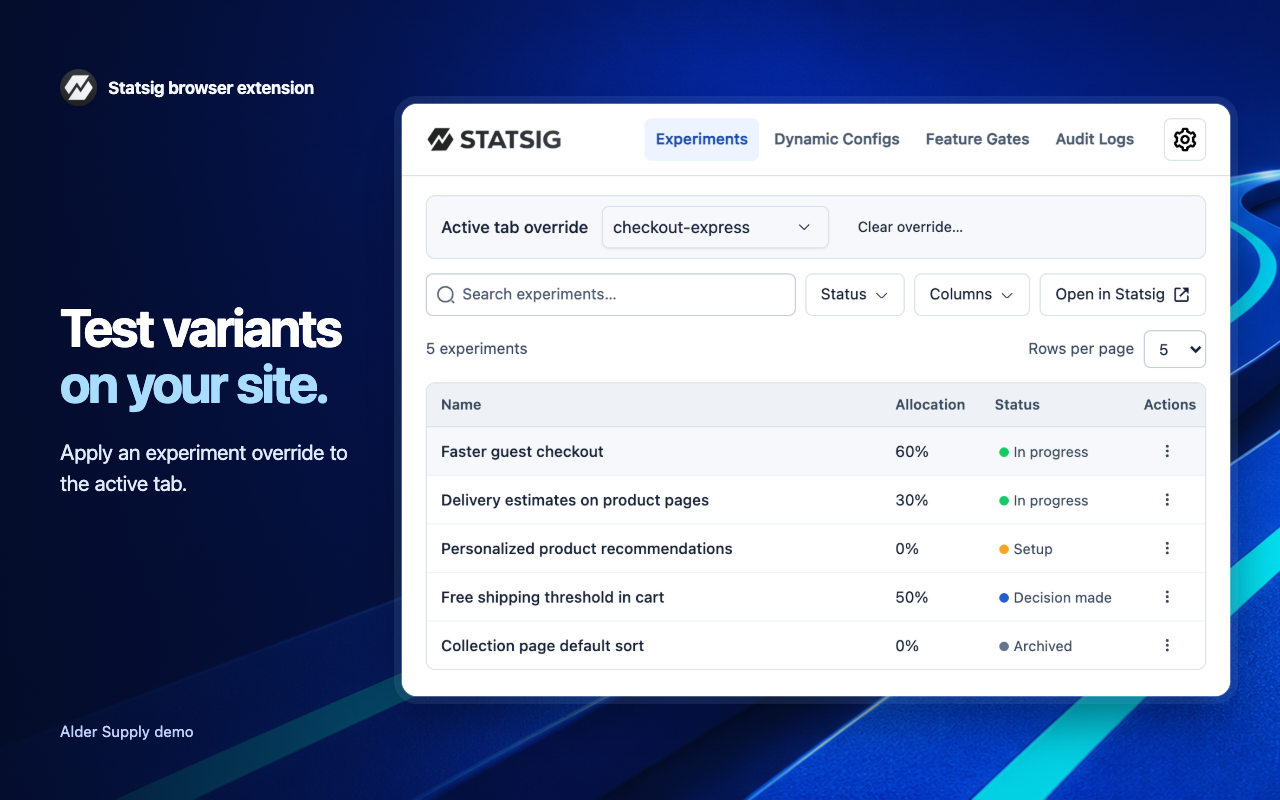 Statsig browser extension
Test variants
on your site.
Apply an experiment override to
the active tab.
Alder Supply demo
STATSIG
Experiments
Dynamic Configs
Feature Gates
Audit Logs
Active tab override
checkout-express
Clear override...
Search experiments...
Status
Columns
Open in Statsig
5 experiments
Rows per page
5
Name Allocation Status Actions
Faster guest checkout 60% In progress
Delivery estimates on product pages 30% In progress
Personalized product recommendations 0% Setup
Free shipping threshold in cart 50% Decision made
Collection page default sort 0% Archived